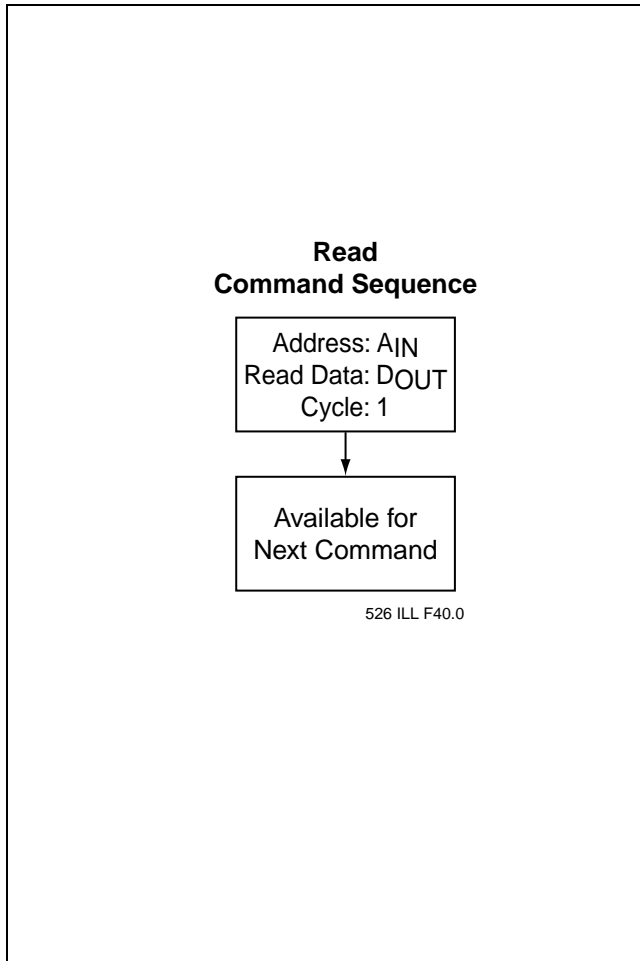 Read
Command Sequence
Address: AIN
Read Data: DOUT
Cycle: 1
Available for
Next Command
526 ILL F40.0